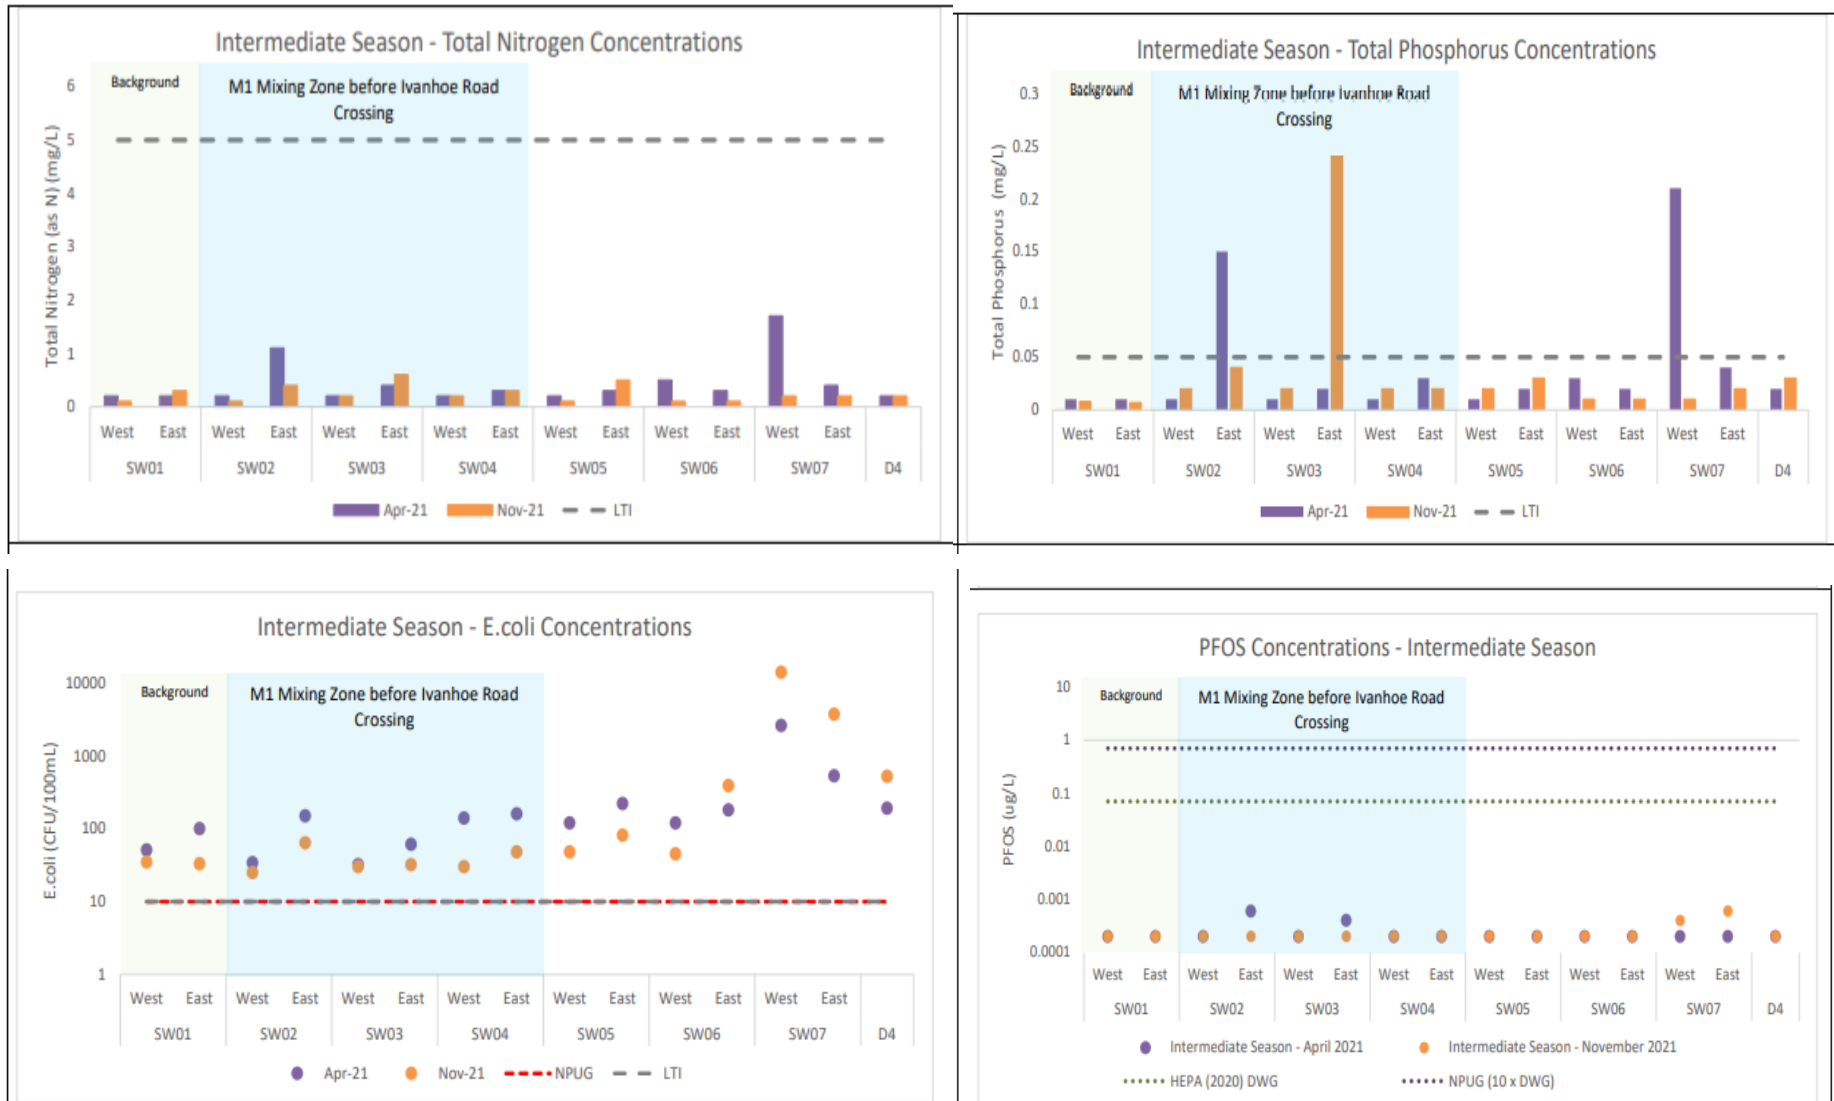 Intermediate Season - Total Nitrogen Concentrations
Background
M1 Mixing Zone before Ivanhoe Road
Crossing
Total Nitrogen (as N) (mg/L)
6
5
4
3
2
1
0
West East West East West East West East West East West East West East
SW01 SW02 SW03 SW04 SW05 SW06 SW07 D4
Apr-21 Nov-21 LTI
Intermediate Season - Total Phosphorus Concentrations
Background
M1 Mixing Zone before Ivanhoe Road
Crossing
Total Phosphorus (mg/L)
0.3
0.25
0.2
0.15
0.1
0.05
0
West East West East West East West East West East West East West East
SW01 SW02 SW03 SW04 SW05 SW06 SW07 D4
Apr-21 Nov-21 LTI
Intermediate Season - E.coli Concentrations
Background
M1 Mixing Zone before Ivanhoe Road
Crossing
E.coli (CFU/100mL)
10000
1000
100
10
1
West East West East West East West East West East West East West East
SW01 SW02 SW03 SW04 SW05 SW06 SW07 D4
Apr-21 Nov-21 NPUG LTI
PFOS Concentrations - Intermediate Season
Background
M1 Mixing Zone before Ivanhoe Road
Crossing
PFOS (ug/L)
10
1
0.1
0.01
0.001
0.0001
West East West East West East West East West East West East West East
SW01 SW02 SW03 SW04 SW05 SW06 SW07 D4
Intermediate Season - April 2021 Intermediate Season - November 2021
HEPA (2020) DWG NPUG (10 x DWG)